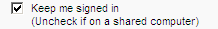 Keep me signed in
(Uncheck if on a shared computer)